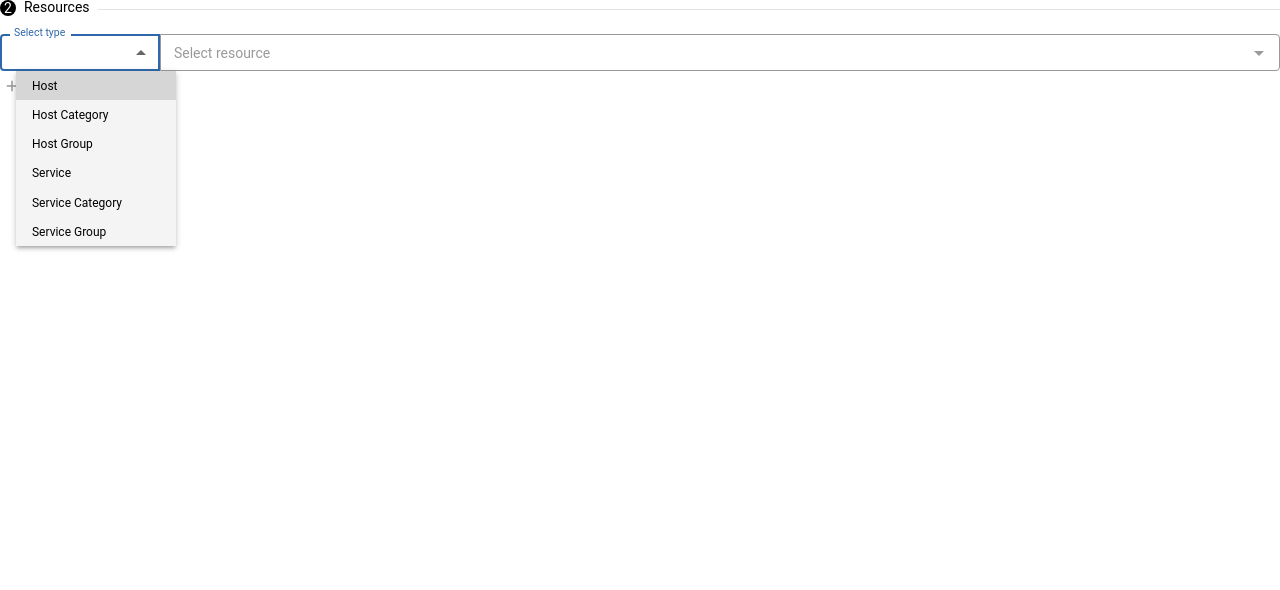 2 Resources
Select type
Select resource
Host
Host Category
Host Group
Service
Service Category
Service Group